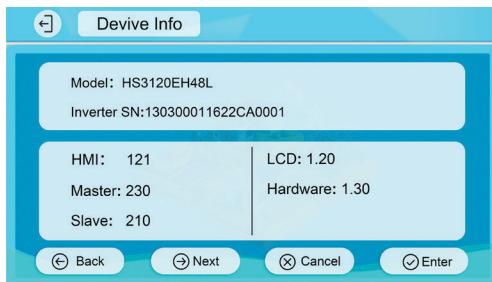 Devive Info
Model: HS3120EH48L
Inverter SN:130300011622CA0001
HMI: 121
LCD: 1.20
Master: 230
Hardware: 1.30
Slave: 210
Back
Next
Cancel
Enter